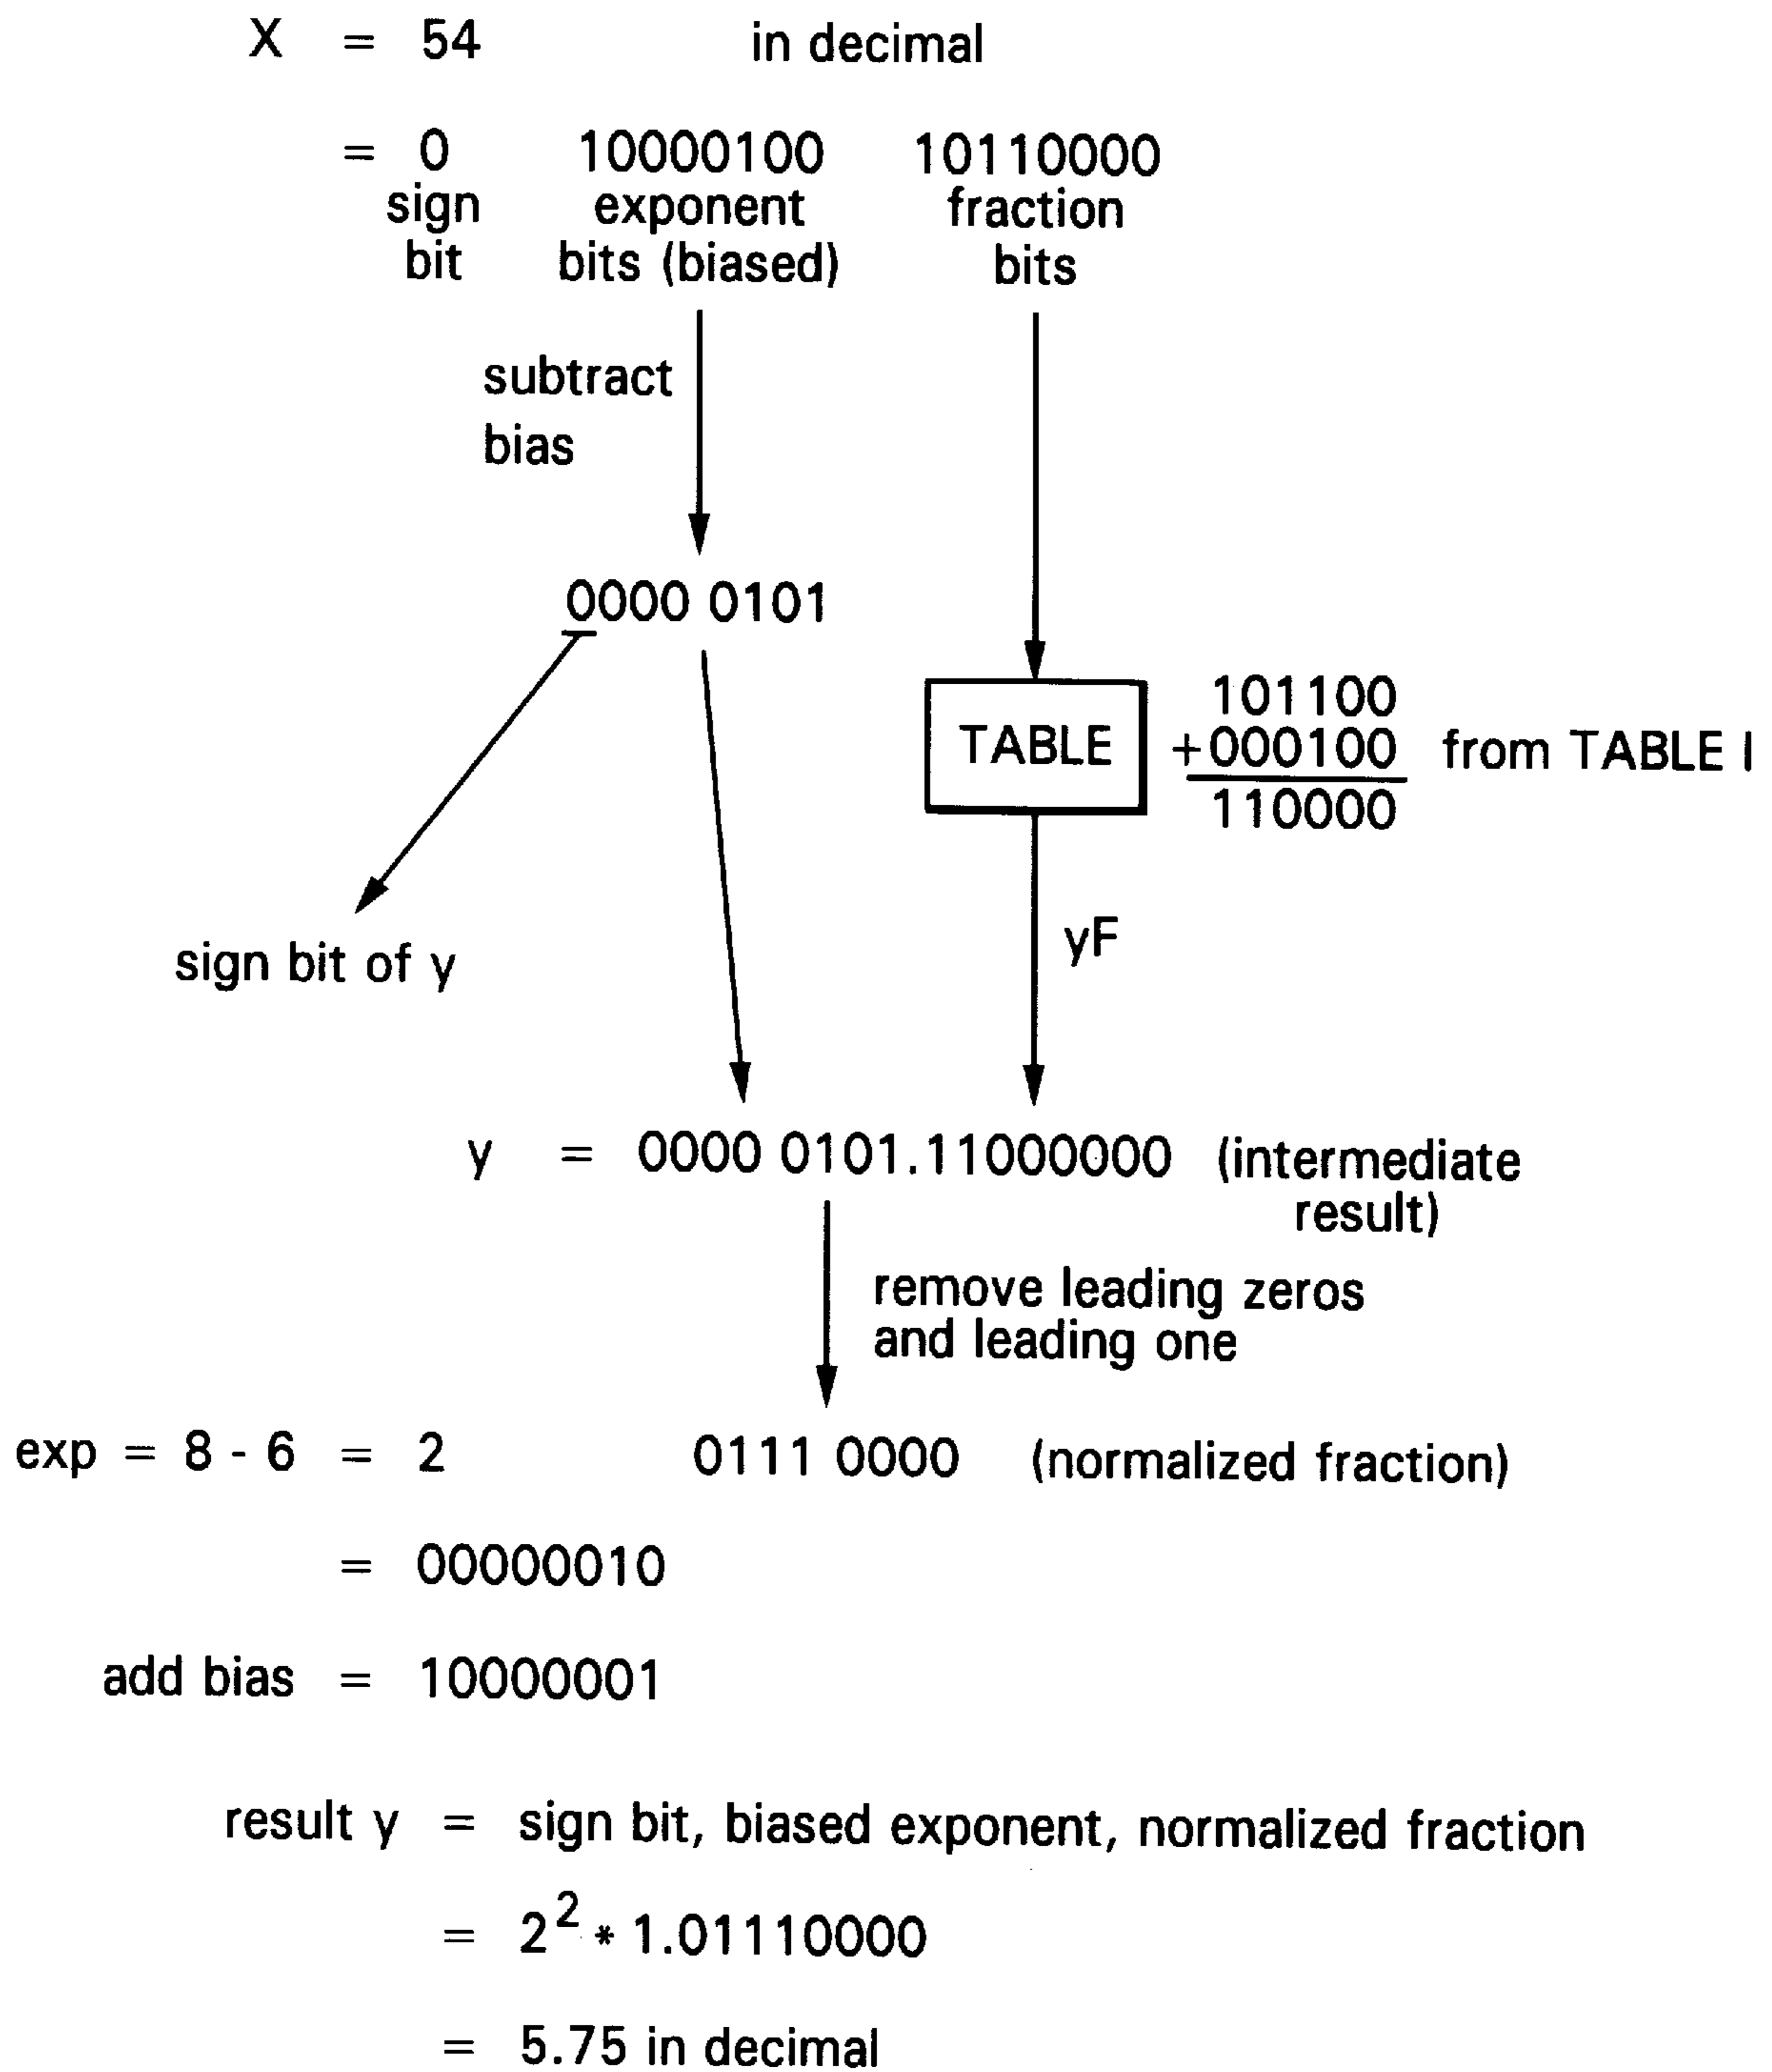 X = 54 in decimal
= 0 10000100 10110000
sign exponent fraction
bit bits (biased) bits
subtract
bias
0000 0101
101100
TABLE +000100 from TABLE I
110000
yF
sign bit of y
y = 0000 0101.11000000 (intermediate
result)
remove leading zeros
and leading one
exp = 8 - 6 = 2 0111 0000 (normalized fraction)
= 00000010
add bias = 10000001
result y = sign bit, biased exponent, normalized fraction
= 2² * 1.01110000
= 5.75 in decimal